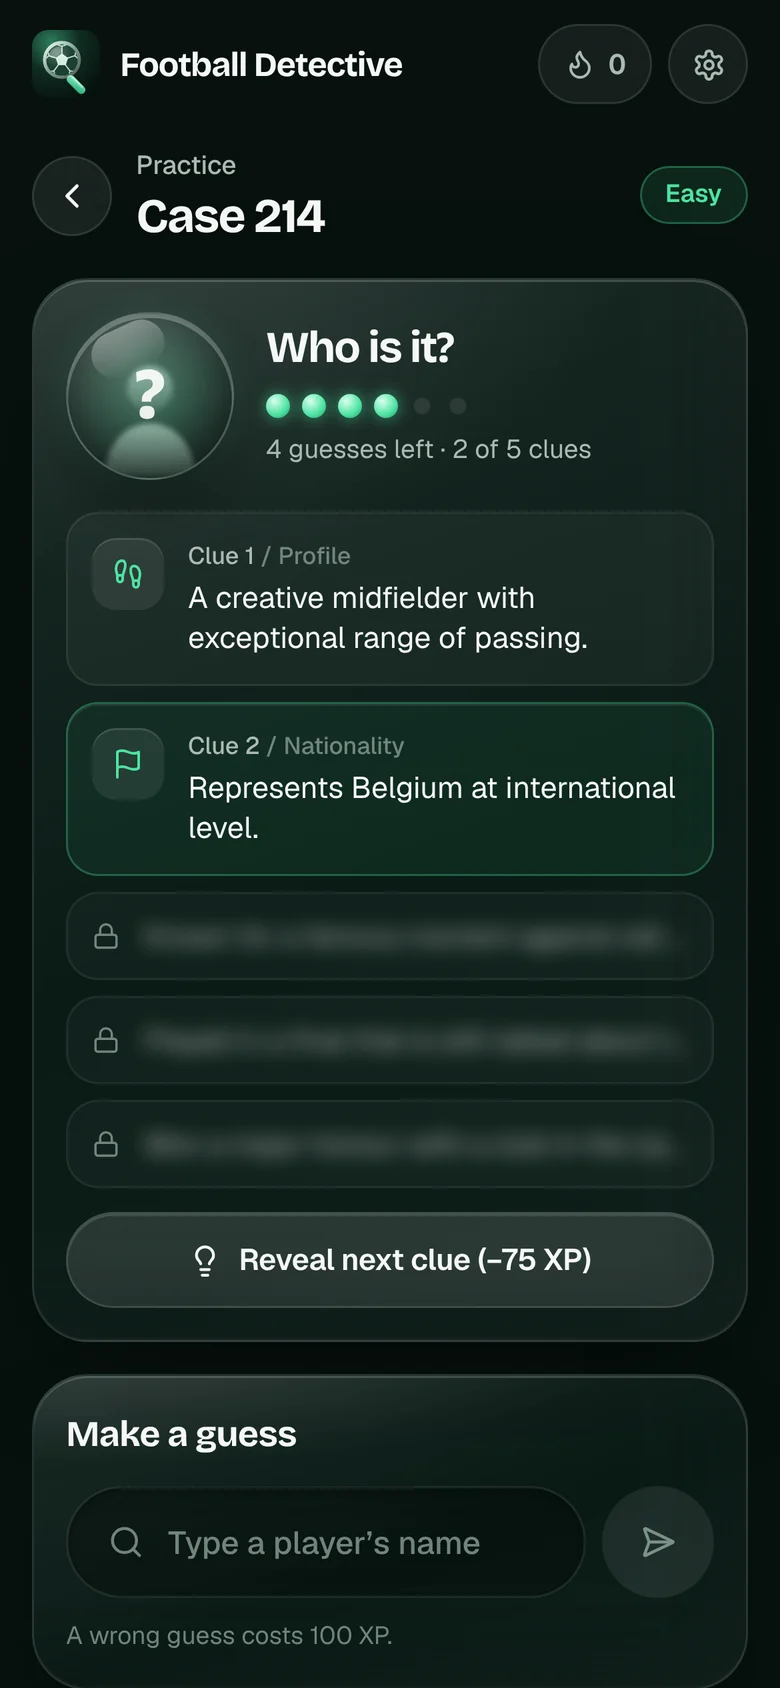 Football Detective
0
Practice
Case 214
Easy
?
Who is it?
4 guesses left · 2 of 5 clues
Clue 1 / Profile
A creative midfielder with
exceptional range of passing.
Clue 2 / Nationality
Represents Belgium at international
level.
Reveal next clue (−75 XP)
Make a guess
Type a player’s name
A wrong guess costs 100 XP.